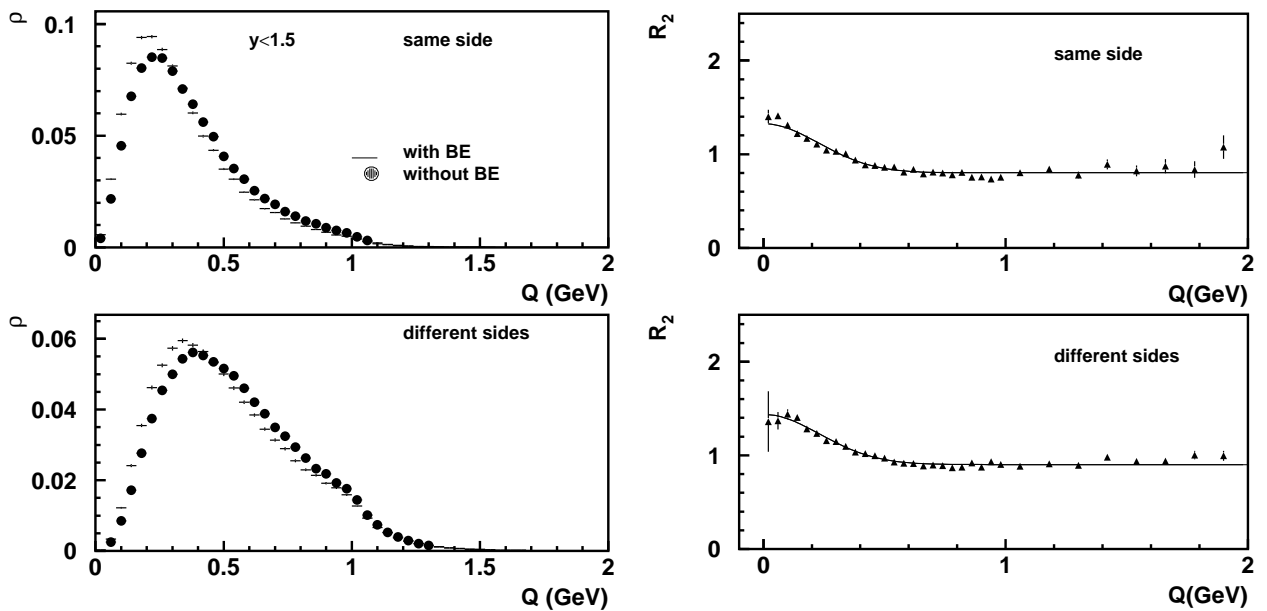 ρ
0.1
0.05
0
y<1.5
same side
with BE
without BE
0
0.5
1
1.5
2
Q (GeV)
R2
2
1
0
same side
0
1
2
Q(GeV)
ρ
0.06
0.04
0.02
0
different sides
0
0.5
1
1.5
2
Q (GeV)
R2
2
1
0
different sides
0
1
2
Q(GeV)